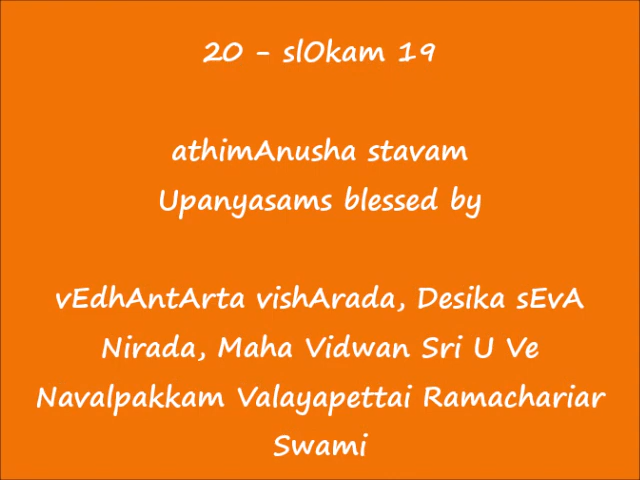 20 - slOkam 19
athimAnusha stavam
Upanyasams blessed by
vEdhAntArta vishArada, Desika sEvA
Nirada, Maha Vidwan Sri U Ve
Navalpakkam Valayapettai Ramachariar
Swami